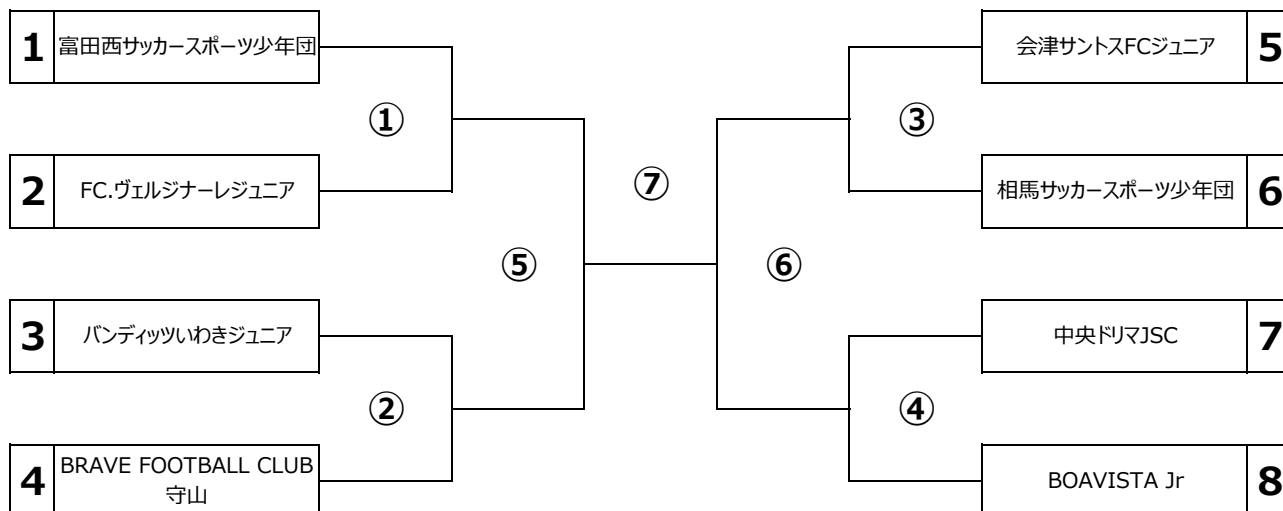 1 富田西サッカースポーツ少年団
①
2 FC.ヴェルジナーレジュニア
⑤
3 バンディッツいわきジュニア
②
4 BRAVE FOOTBALL CLUB
守山
⑦
会津サントスFCジュニア 5
③
相馬サッカースポーツ少年団 6
⑥
中央ドリマJSC 7
④
BOAVISTA Jr 8